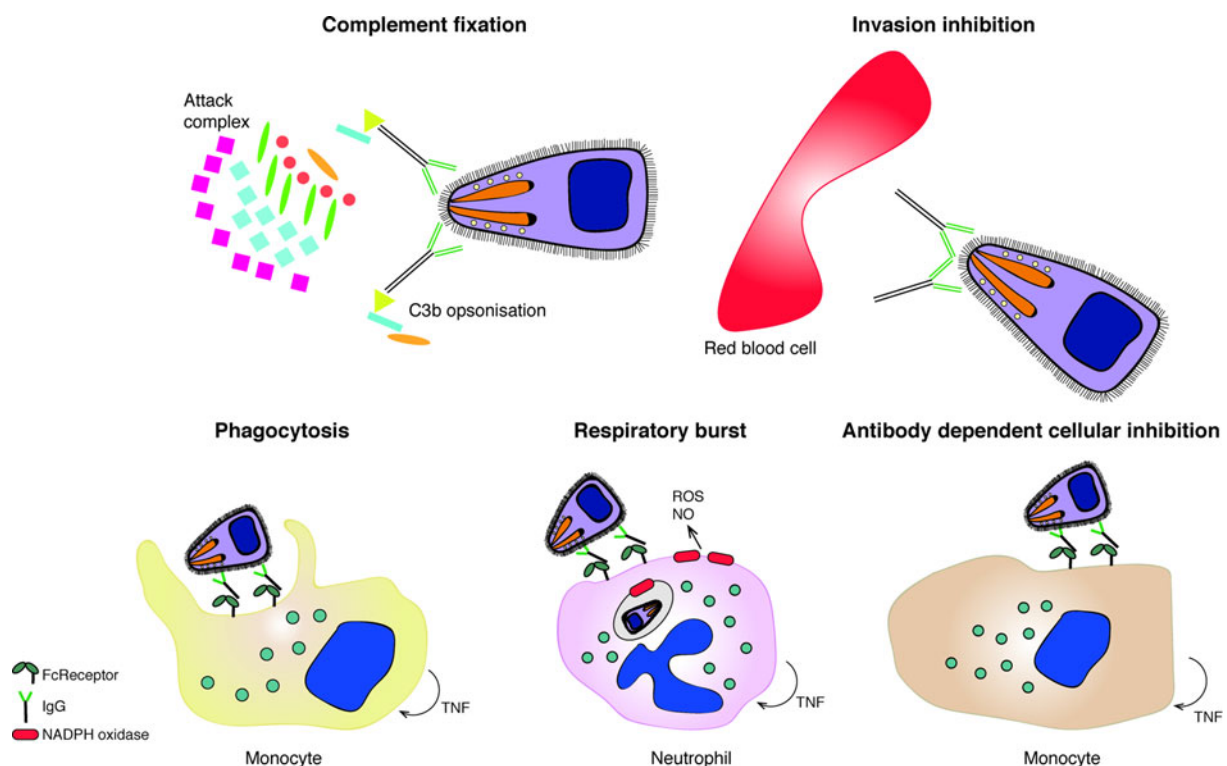 Complement fixation
Invasion inhibition
Attack
complex
C3b opsonisation
Red blood cell
Phagocytosis
Respiratory burst
Antibody dependent cellular inhibition
ROS
NO
FcReceptor
IgG
NADPH oxidase
TNF
TNF
TNF
Monocyte
Neutrophil
Monocyte